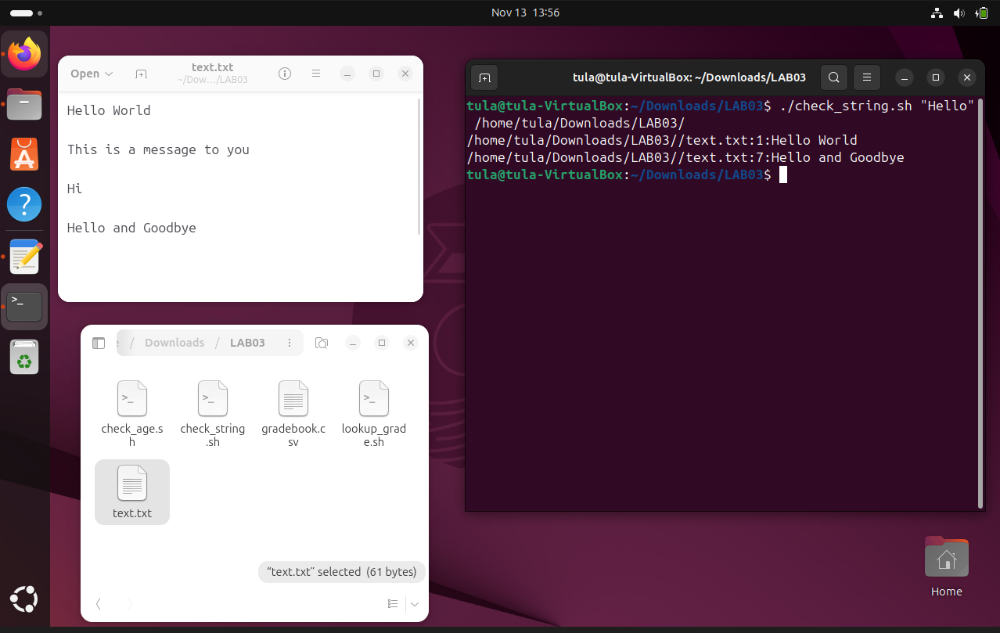 Nov 13 13:56
Open
text.txt
~/Dow…/LAB03
Hello World
This is a message to you
Hi
Hello and Goodbye
tula@tula-VirtualBox: ~/Downloads/LAB03
tula@tula-VirtualBox:~/Downloads/LAB03$ ./check_string.sh "Hello"
/home/tula/Downloads/LAB03/
/home/tula/Downloads/LAB03//text.txt:1:Hello World
/home/tula/Downloads/LAB03//text.txt:7:Hello and Goodbye
tula@tula-VirtualBox:~/Downloads/LAB03$
e / Downloads / LAB03
check_age.s
h
check_string
.sh
gradebook.c
sv
lookup_grad
e.sh
text.txt
“text.txt” selected (61 bytes)
Home